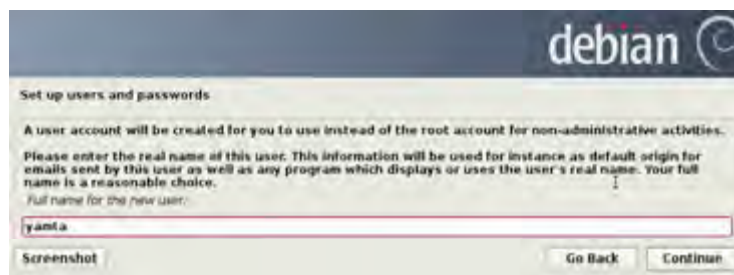 debian
Set up users and passwords
A user account will be created for you to use instead of the root account for non-administrative activities.
Please enter the real name of this user. This information will be used for instance as default origin for
emails sent by this user as well as any program which displays or uses the user's real name. Your full
name is a reasonable choice.
Full name for the new user:
yamta
Screenshot
Go Back
Continue